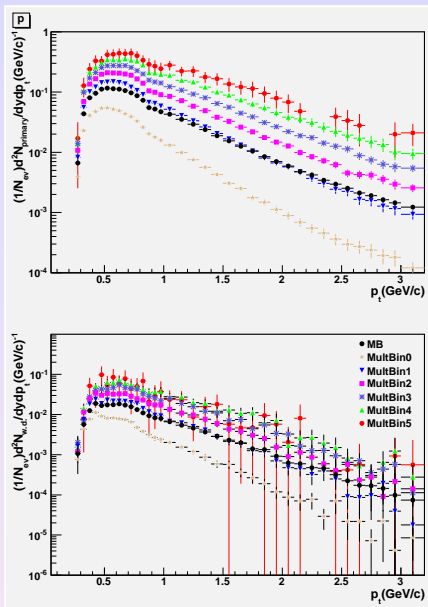 p
(1/N_ev)d²N_primary/dydp_t(GeV/c)⁻¹
1
10⁻¹
10⁻²
10⁻³
10⁻⁴
0.5 1 1.5 2 2.5 3
p_t(GeV/c)
(1/N_ev)d²N_w.d./dydp_t(GeV/c)⁻¹
1
10⁻¹
10⁻²
10⁻³
10⁻⁴
10⁻⁵
10⁻⁶
MB
MultBin0
MultBin1
MultBin2
MultBin3
MultBin4
MultBin5
0.5 1 1.5 2 2.5 3
p_t(GeV/c)